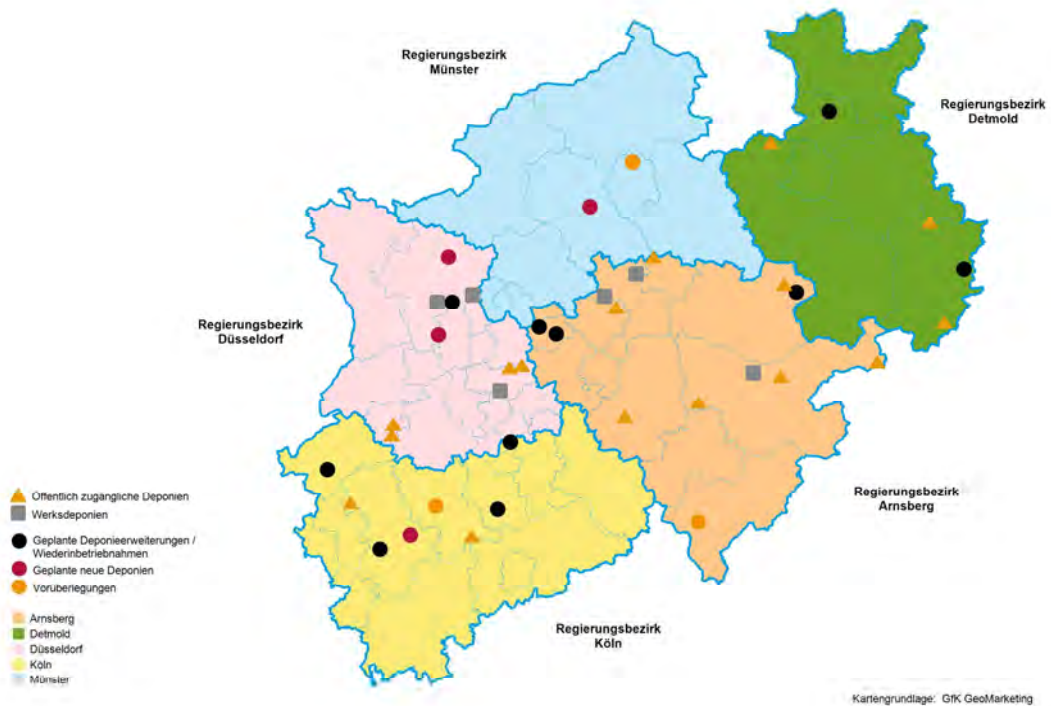 Regierungsbezirk
Münster
Regierungsbezirk
Detmold
Regierungsbezirk
Düsseldorf
Regierungsbezirk
Arnsberg
Regierungsbezirk
Köln
Öffentlich zugängliche Deponien
Werksdeponien
Geplante Deponieerweiterungen /
Wiederinbetriebnahmen
Geplante neue Deponien
Vorüberlegungen
Arnsberg
Detmold
Düsseldorf
Köln
Münster
Kartengrundlage: GfK GeoMarketing